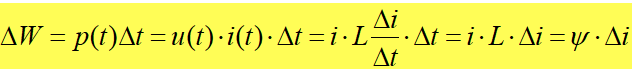 ΔW = p(t)Δt = u(t)·i(t)·Δt = i·L Δi/Δt ·Δt = i·L·Δi = ψ·Δi